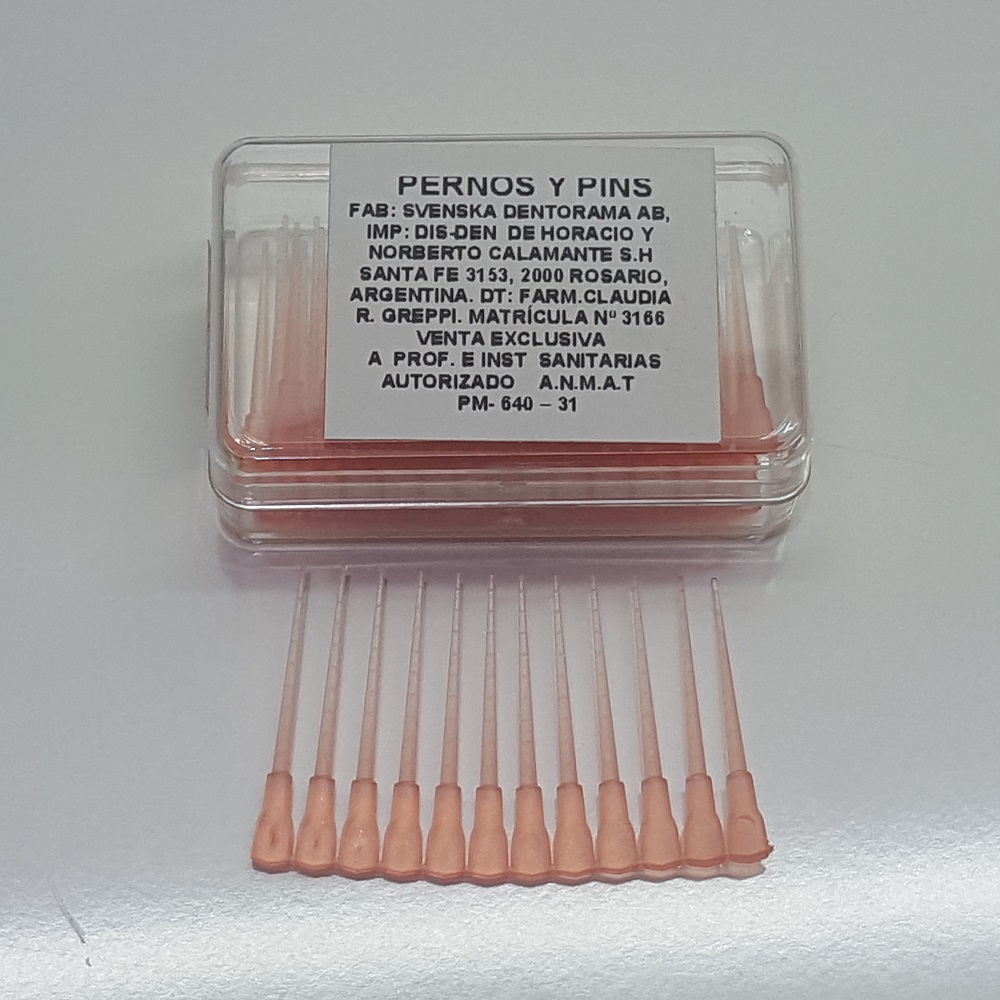 PERNOS Y PINS
FAB: SVENSKA DENTORAMA AB,
IMP: DIS-DEN DE HORACIO Y
NORBERTO CALAMANTE S.H
SANTA FE 3153, 2000 ROSARIO,
ARGENTINA. DT: FARM.CLAUDIA
R. GREPPI. MATRÍCULA Nº 3166
VENTA EXCLUSIVA
A PROF. E INST SANITARIAS
AUTORIZADO A.N.M.A.T
PM- 640 – 31